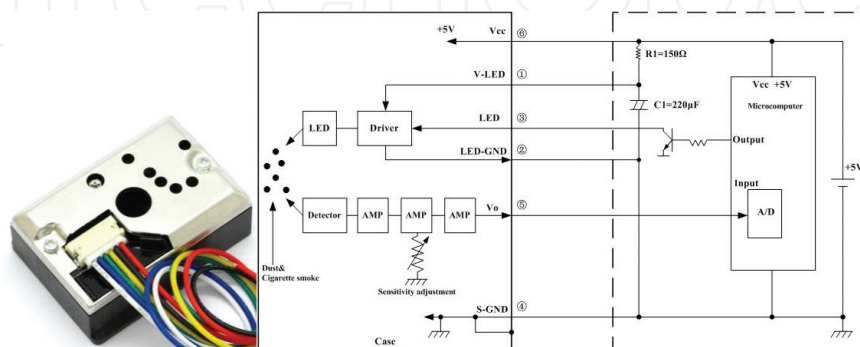 +5V
Vcc ⑥
R1=150Ω
V-LED ①
Vcc +5V
Microcomputer
C1=220μF
LED ③
LED
Driver
Output
LED-GND ②
+5V
Input
Vo ⑤
A/D
Detector
AMP
AMP
AMP
Dust&
Cigarette smoke
Sensitivity adjustment
S-GND ④
Case